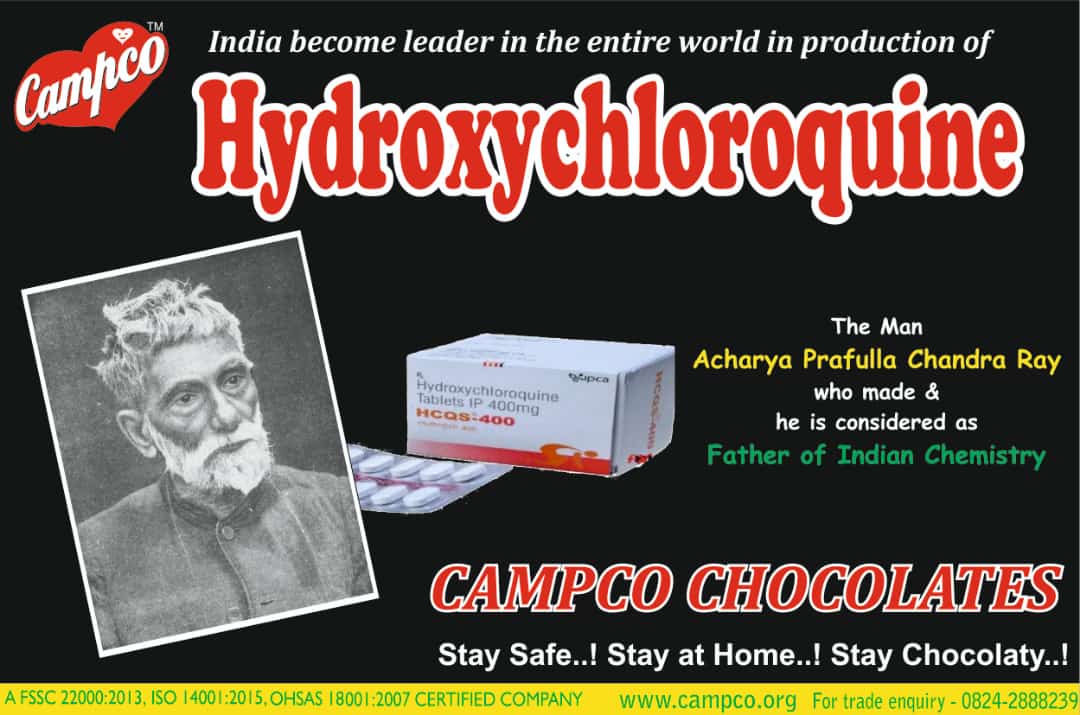 Campco
TM
India become leader in the entire world in production of
Hydroxychloroquine
The Man
Acharya Prafulla Chandra Ray
who made &
he is considered as
Father of Indian Chemistry
ipca
Hydroxychloroquine
Tablets IP 400mg
HCQS-400
HCQS-400
CAMPCO CHOCOLATES
Stay Safe..! Stay at Home..! Stay Chocolaty..!
A FSSC 22000:2013, ISO 14001:2015, OHSAS 18001:2007 CERTIFIED COMPANY www.campco.org For trade enquiry - 0824-2888239